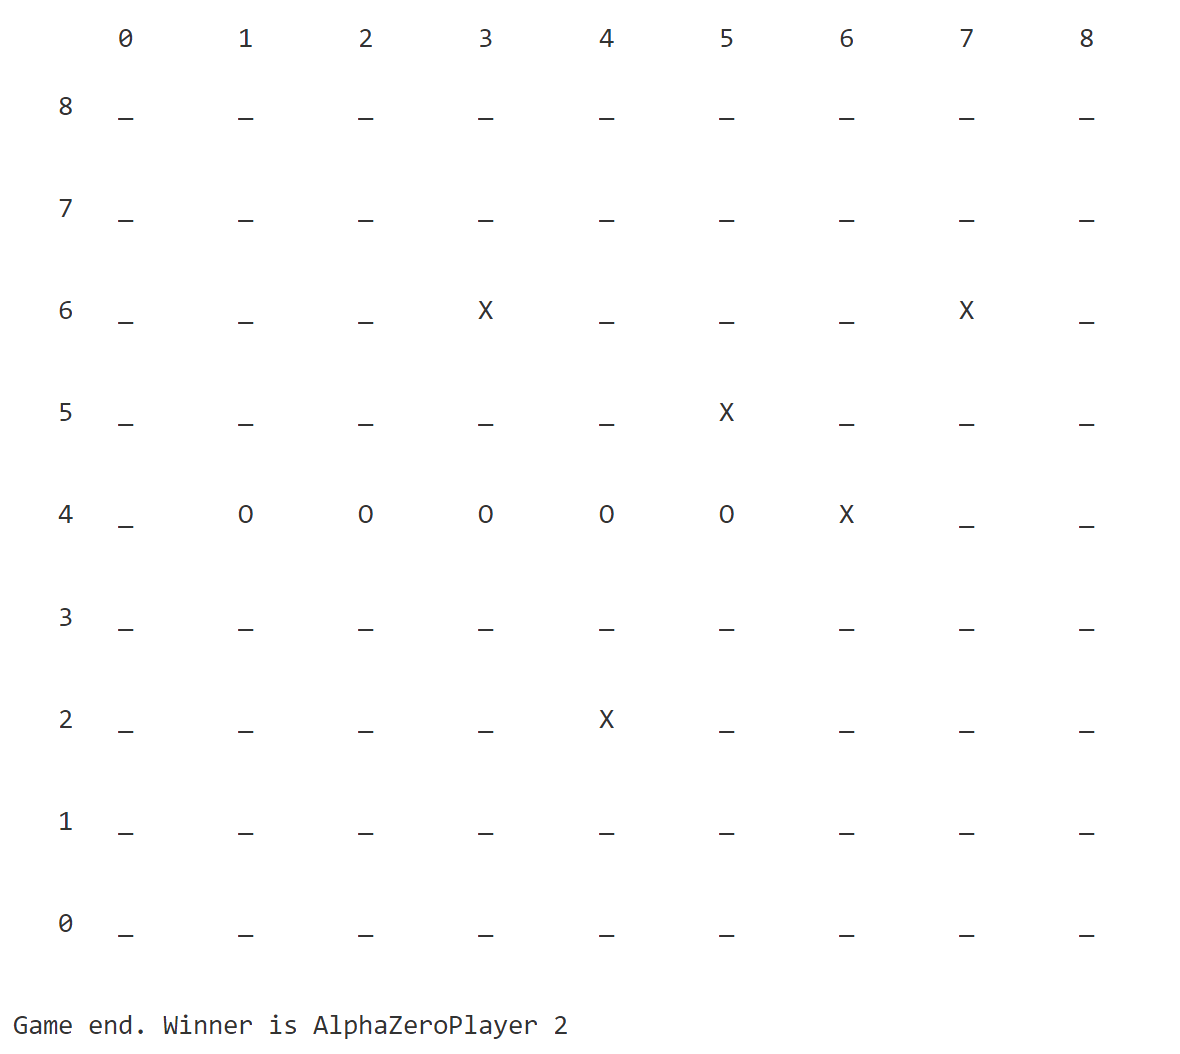 0 1 2 3 4 5 6 7 8
8 _ _ _ _ _ _ _ _ _
7 _ _ _ _ _ _ _ _ _
6 _ _ _ X _ _ _ X _
5 _ _ _ _ _ X _ _ _
4 _ O O O O O X _ _
3 _ _ _ _ _ _ _ _ _
2 _ _ _ _ X _ _ _ _
1 _ _ _ _ _ _ _ _ _
0 _ _ _ _ _ _ _ _ _
Game end. Winner is AlphaZeroPlayer 2